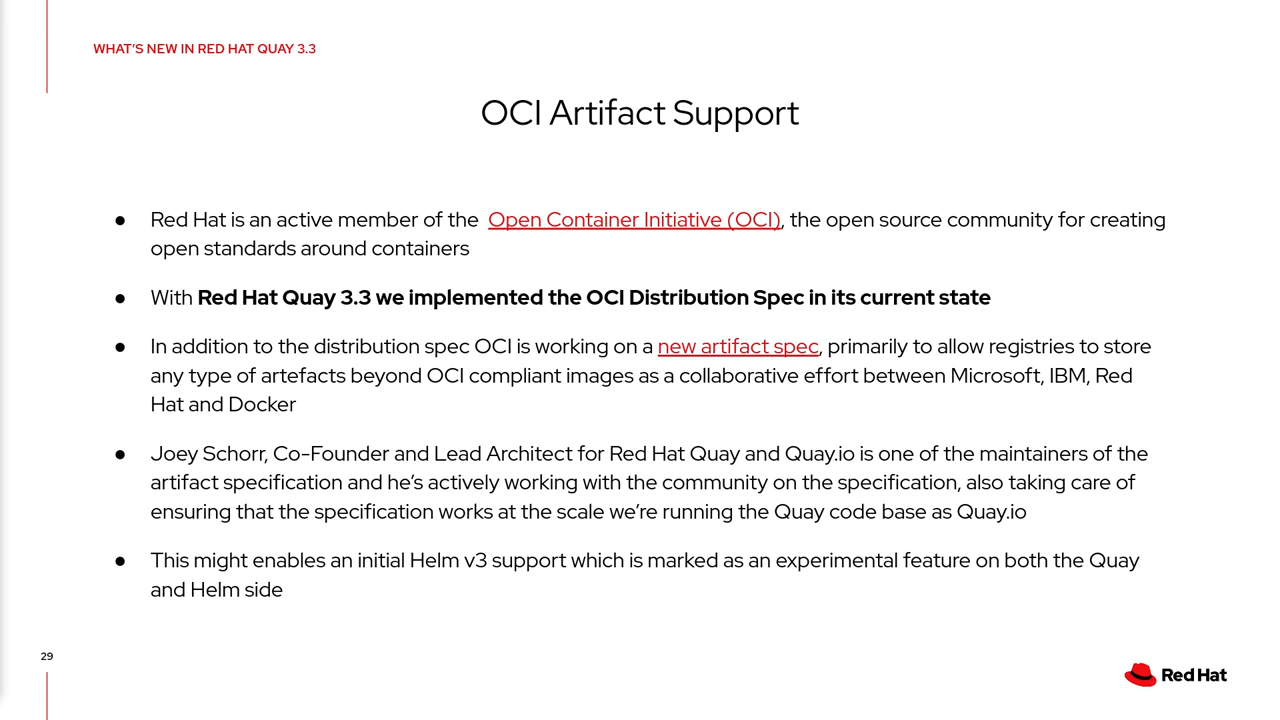 WHAT'S NEW IN RED HAT QUAY 3.3
OCI Artifact Support
● Red Hat is an active member of the Open Container Initiative (OCI), the open source community for creating
open standards around containers
● With Red Hat Quay 3.3 we implemented the OCI Distribution Spec in its current state
● In addition to the distribution spec OCI is working on a new artifact spec, primarily to allow registries to store
any type of artefacts beyond OCI compliant images as a collaborative effort between Microsoft, IBM, Red
Hat and Docker
● Joey Schorr, Co-Founder and Lead Architect for Red Hat Quay and Quay.io is one of the maintainers of the
artifact specification and he's actively working with the community on the specification, also taking care of
ensuring that the specification works at the scale we're running the Quay code base as Quay.io
● This might enables an initial Helm v3 support which is marked as an experimental feature on both the Quay
and Helm side
29
Red Hat